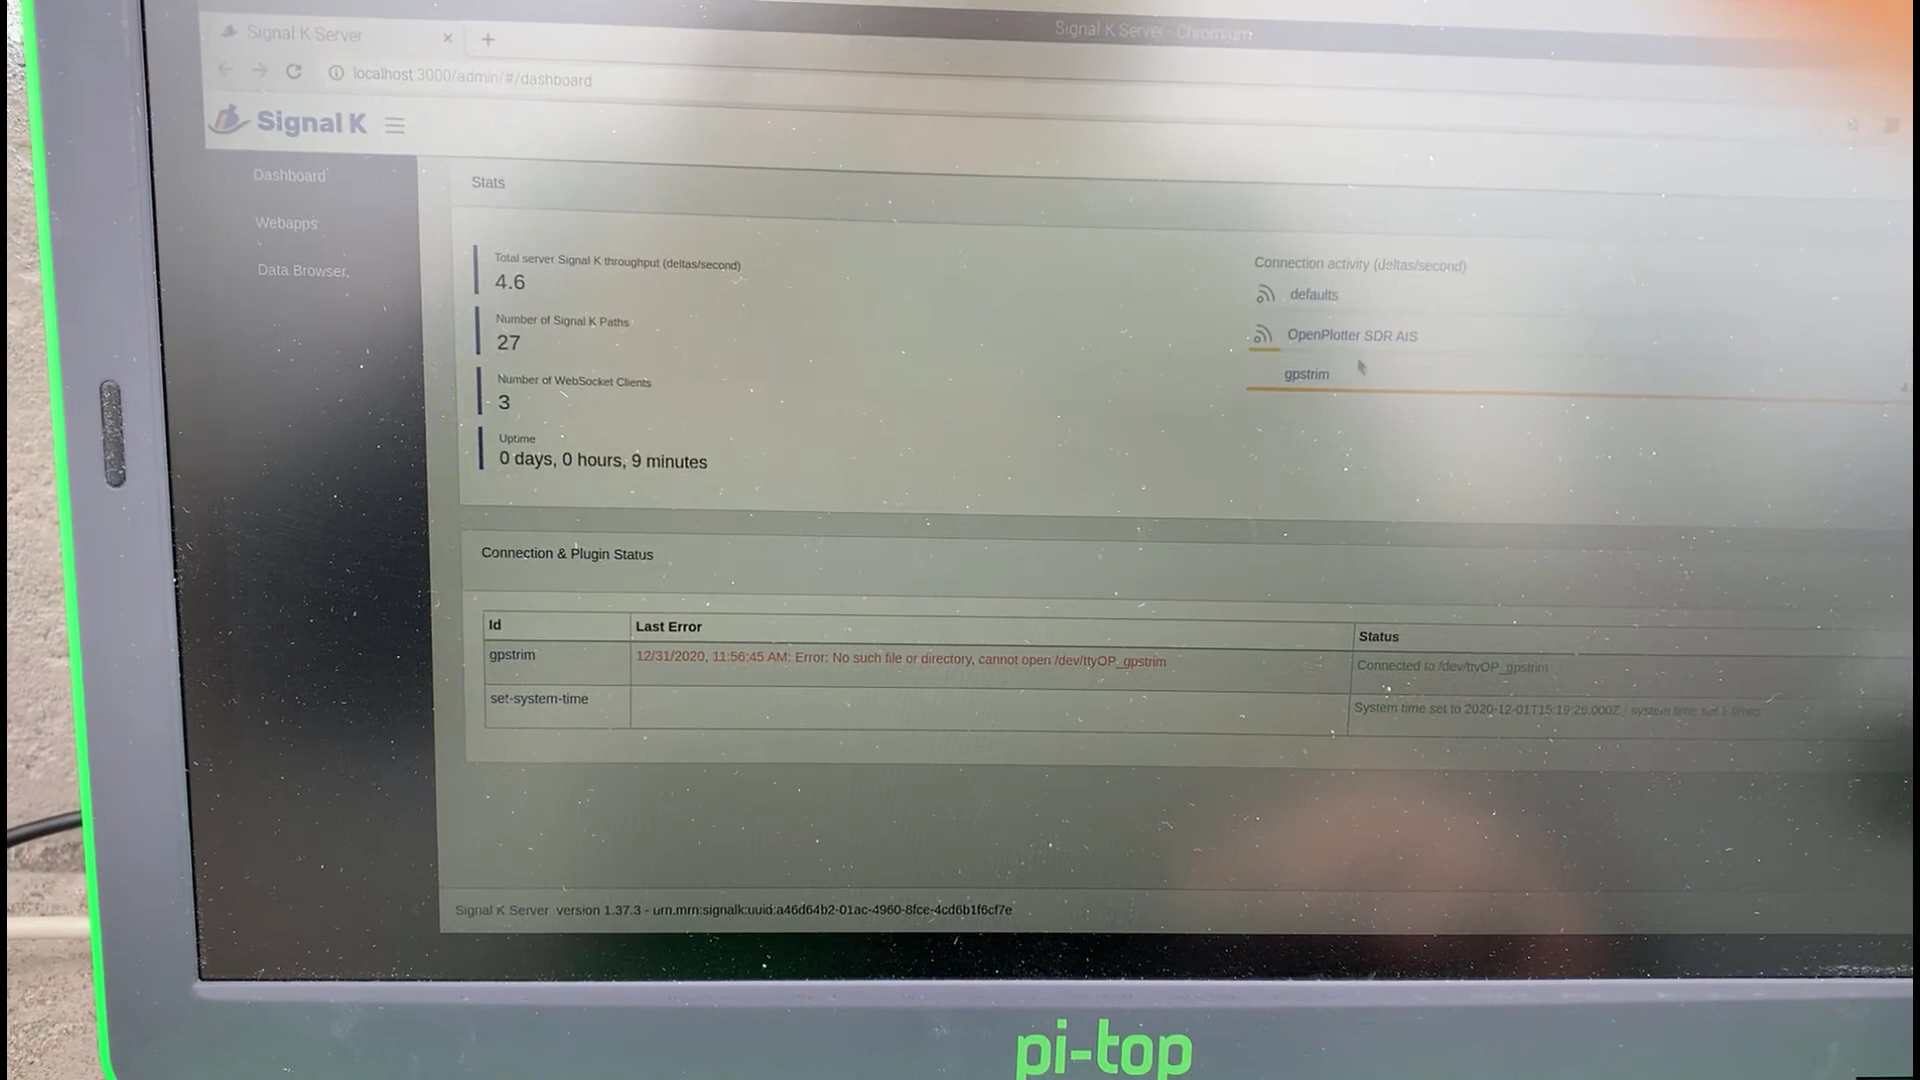 Signal K Server - Chromium
Signal K Server
localhost:3000/admin/#/dashboard
Signal K
Dashboard
Webapps
Data Browser
Stats
Total server Signal K throughput (deltas/second)
4.6
Number of Signal K Paths
27
Number of WebSocket Clients
3
Uptime
0 days, 0 hours, 9 minutes
Connection activity (deltas/second)
defaults
OpenPlotter SDR AIS
gpstrim
Connection & Plugin Status
Id Last Error Status
gpstrim 12/31/2020, 11:56:45 AM: Error: No such file or directory, cannot open /dev/ttyOP_gpstrim Connected to /dev/ttyOP_gpstrim
set-system-time System time set to 2020-12-01T15:19:26.000Z - system time set 1 times
Signal K Server version 1.37.3 - urn:mrn:signalk:uuid:a46d64b2-01ac-4960-8fce-4cd6b1f6cf7e
pi-top